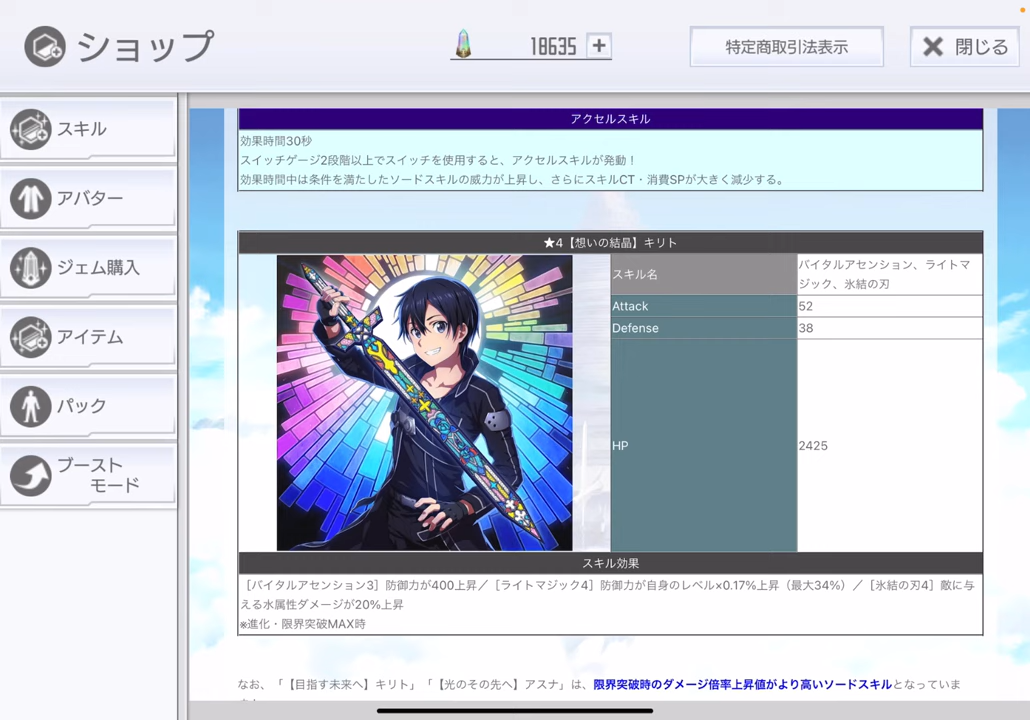 ショップ
18635
特定商取引法表示
閉じる
スキル
アバター
ジェム購入
アイテム
パック
ブースト
モード
アクセルスキル
効果時間30秒
スイッチゲージ2段階以上でスイッチを使用すると、アクセルスキルが発動！
効果時間中は条件を満たしたソードスキルの威力が上昇し、さらにスキルCT・消費SPが大きく減少する。
★4【想いの結晶】キリト
スキル名
バイタルアセンション、ライトマ
ジック、氷結の刃
Attack
52
Defense
38
HP
2425
スキル効果
［バイタルアセンション3］防御力が400上昇／［ライトマジック4］防御力が自身のレベル×0.17%上昇（最大34%）／［氷結の刃4］敵に与
える水属性ダメージが20%上昇
※進化・限界突破MAX時
なお、「【目指す未来へ】キリト」「【光のその先へ】アスナ」は、限界突破時のダメージ倍率上昇値がより高いソードスキルとなっていま